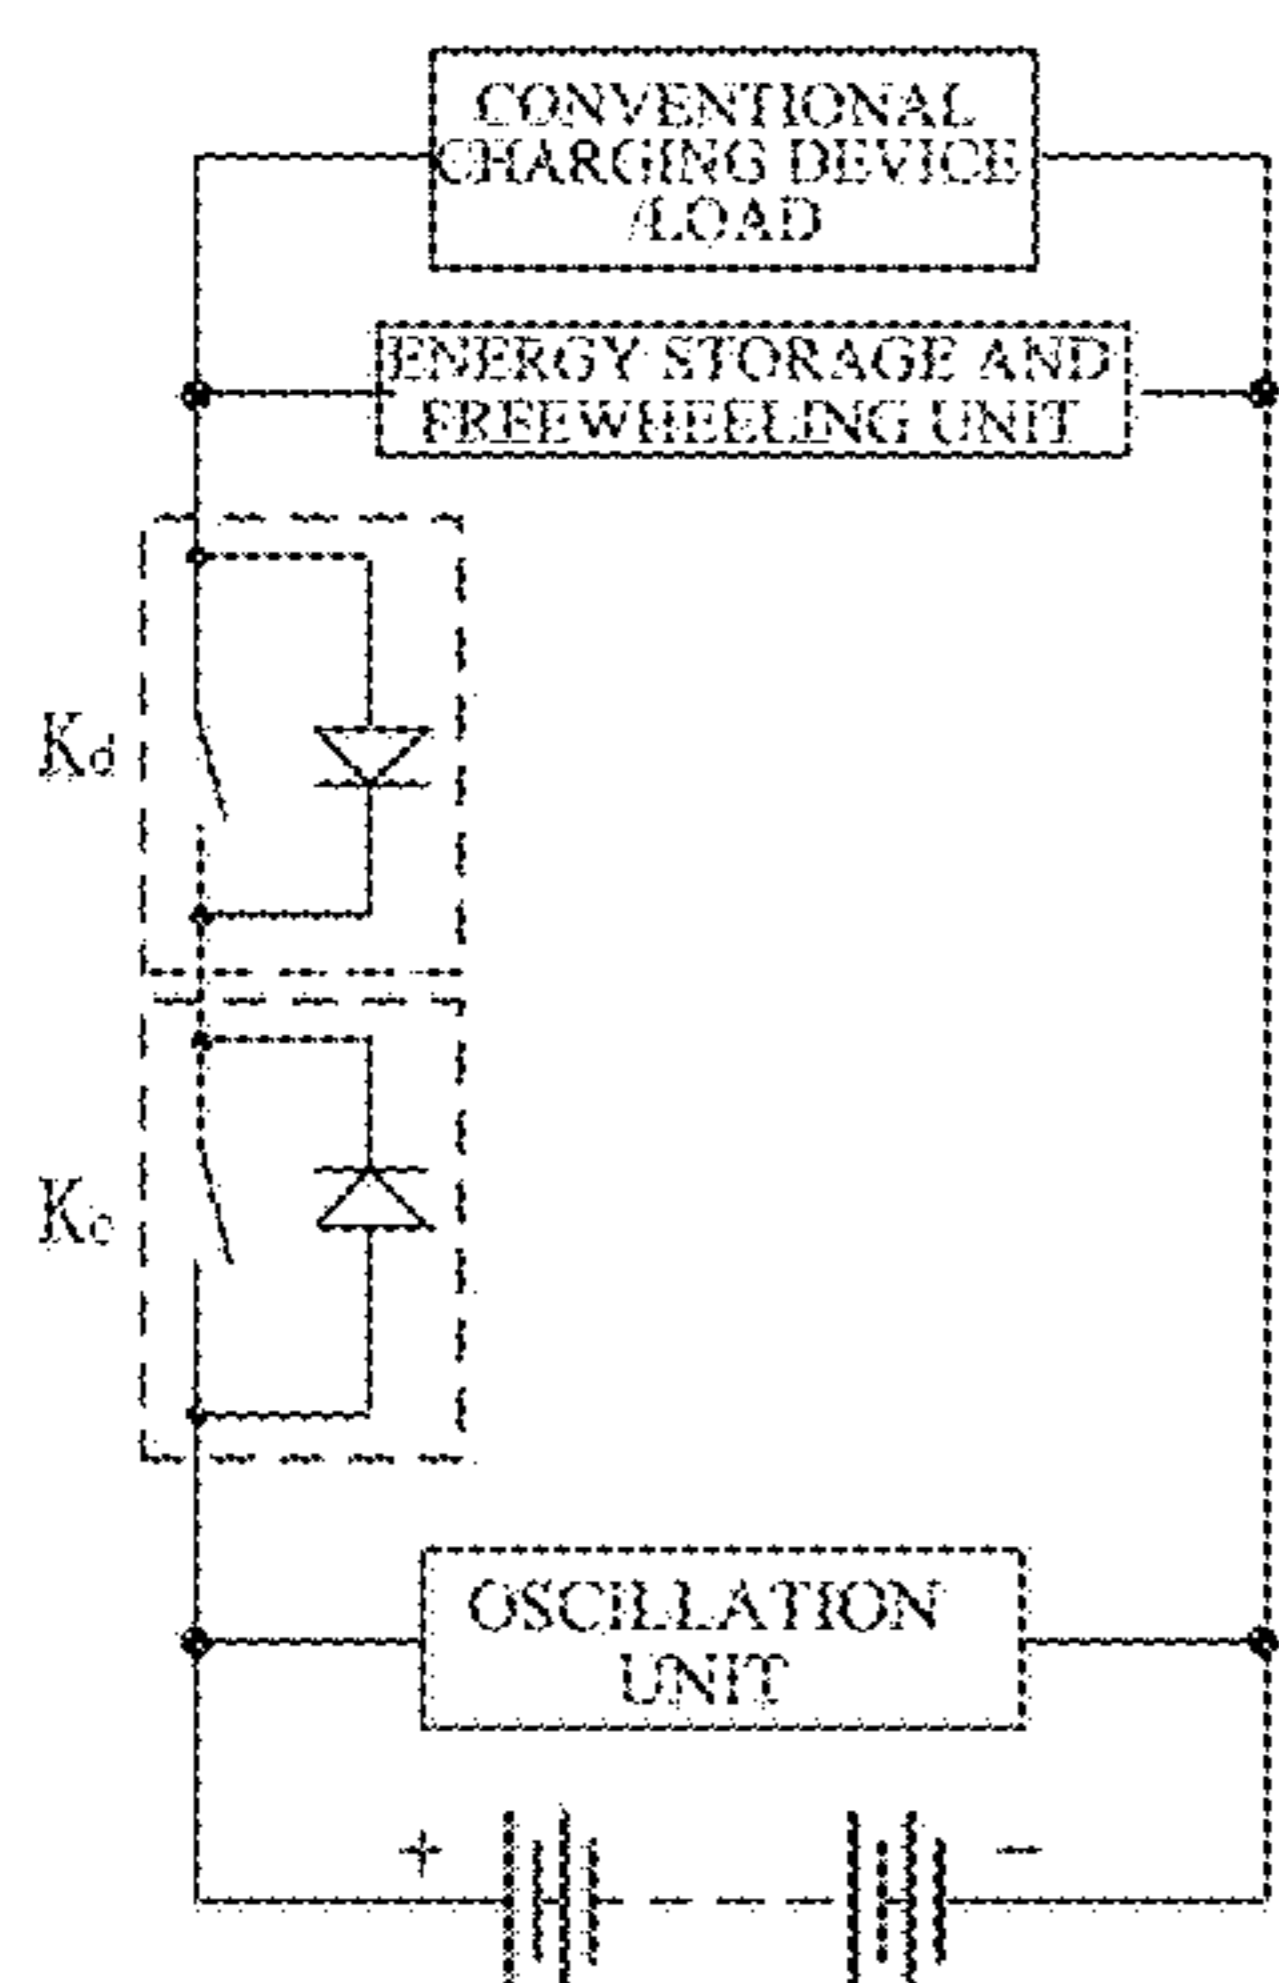 CONVENTIONAL
CHARGING DEVICE
/LOAD
ENERGY STORAGE AND
FREEWHEELING UNIT
Kd
Kc
OSCILLATION
UNIT
+ −